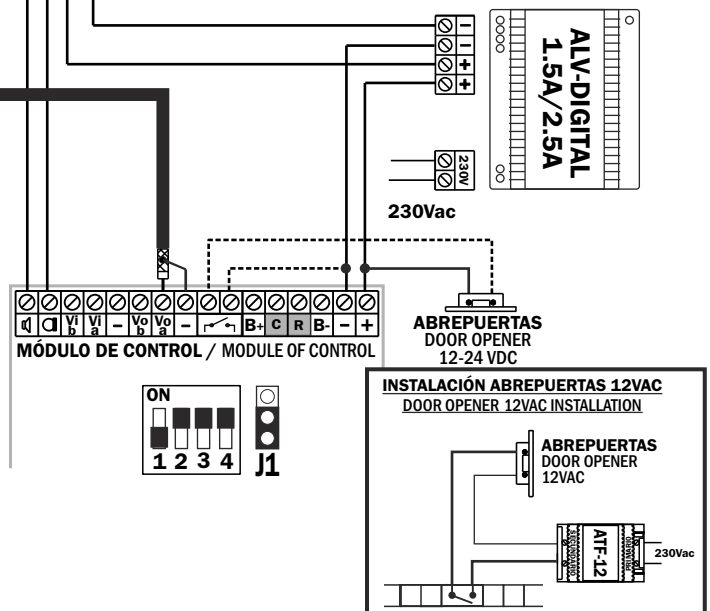 ALV-DIGITAL
1.5A/2.5A
−
−
+
+
230V
230Vac
Vi b
Vi a
−
Vo b
Vo a
−
B+
C
R
B-
−
+
MÓDULO DE CONTROL / MODULE OF CONTROL
ABREPUERTAS
DOOR OPENER
12-24 VDC
ON
1 2 3 4
J1
INSTALACIÓN ABREPUERTAS 12VAC
DOOR OPENER 12VAC INSTALLATION
ABREPUERTAS
DOOR OPENER
12VAC
SECUNDARIO
ATF-12
PRIMARIO
230Vac